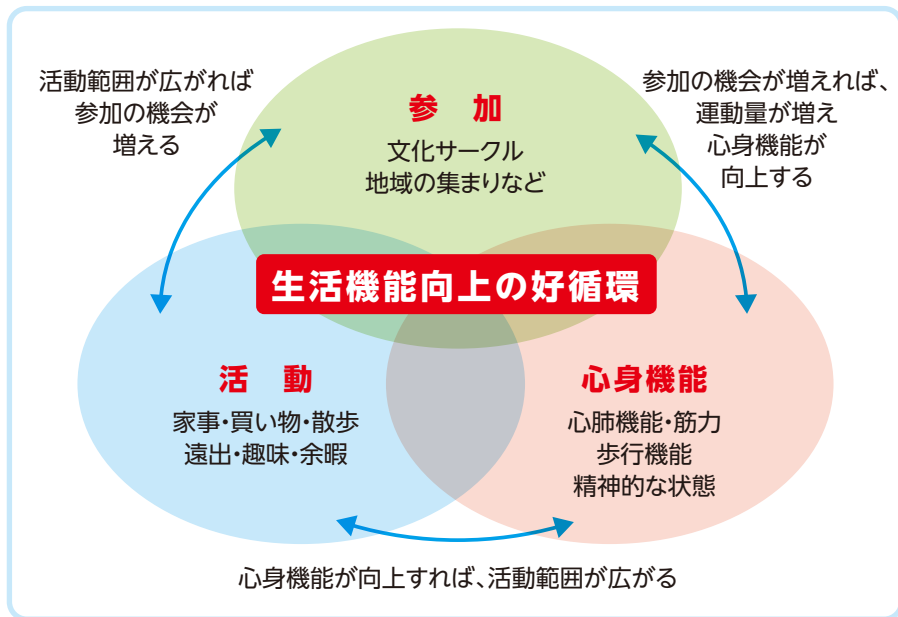 活動範囲が広がれば
参加の機会が
増える
参　加
文化サークル
地域の集まりなど
参加の機会が増えれば、
運動量が増え
心身機能が
向上する
生活機能向上の好循環
活　動
家事・買い物・散歩
遠出・趣味・余暇
心身機能
心肺機能・筋力
歩行機能
精神的な状態
心身機能が向上すれば、活動範囲が広がる